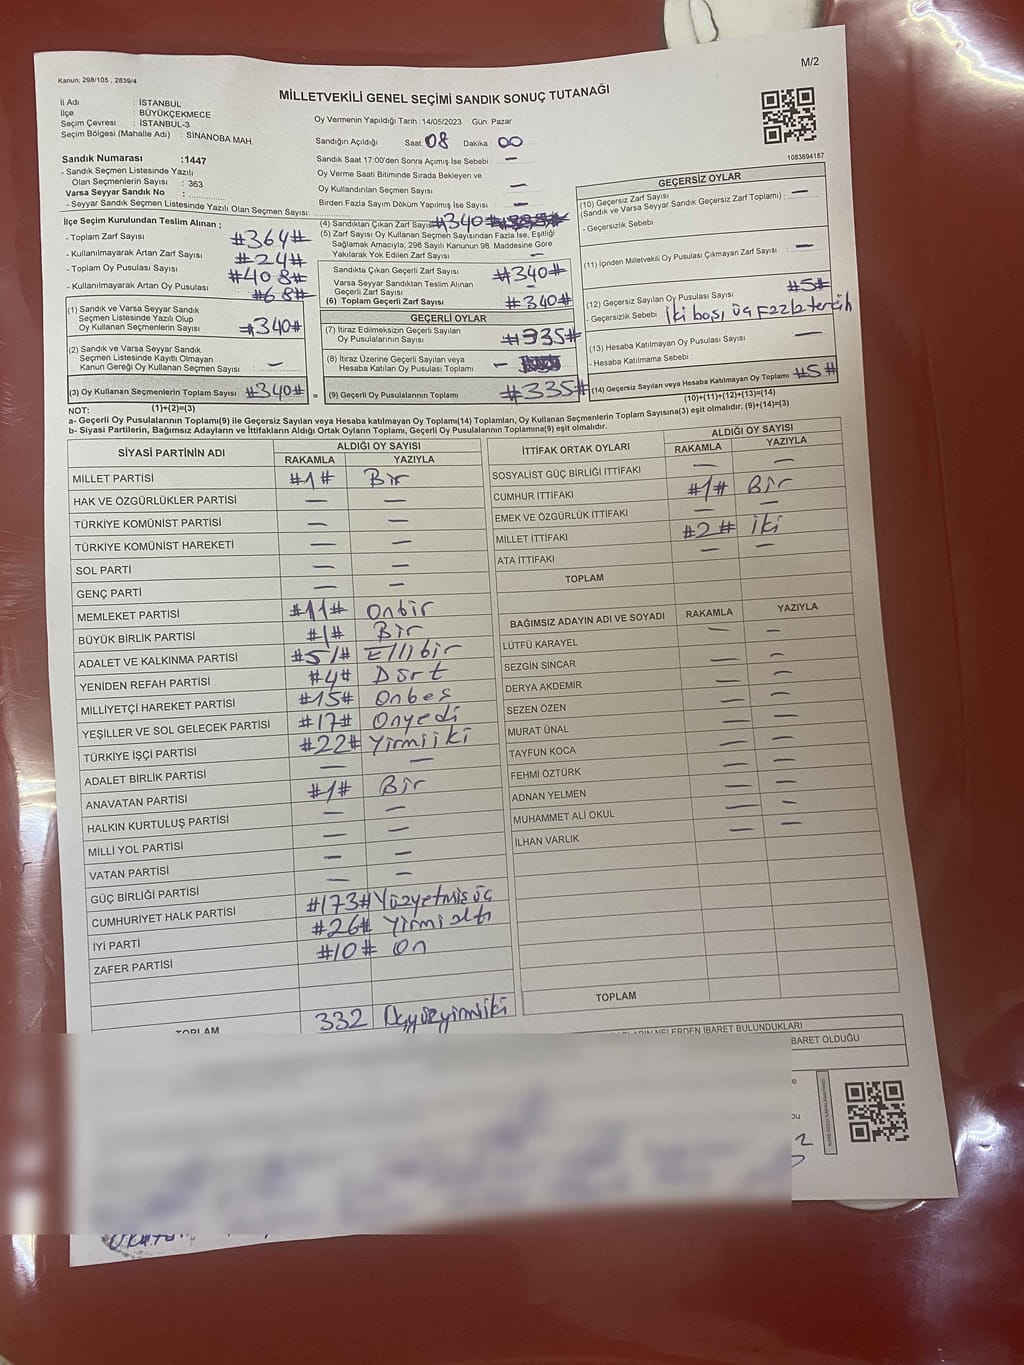 M/2
Kanun: 298/105 , 2839/4
MİLLETVEKİLİ GENEL SEÇİMİ SANDIK SONUÇ TUTANAĞI
İl Adı : İSTANBUL
İlçe : BÜYÜKÇEKMECE
Seçim Çevresi : İSTANBUL-3
Seçim Bölgesi (Mahalle Adı) : SİNANOBA MAH.
Sandık Numarası :1447
- Sandık Seçmen Listesinde Yazılı
Olan Seçmenlerin Sayısı : 363
Varsa Seyyar Sandık No :
- Seyyar Sandık Seçmen Listesinde Yazılı Olan Seçmen Sayısı:
Oy Vermenin Yapıldığı Tarih :14/05/2023 Gün: Pazar
Sandığın Açıldığı Saat: 08 Dakika : 00
Sandık Saat 17:00'den Sonra Açımış İse Sebebi : —
Oy Verme Saati Bitiminde Sırada Bekleyen ve
Oy Kullandırılan Seçmen Sayısı —
Birden Fazla Sayım Döküm Yapılmış İse Sayısı : —
1083694187
İlçe Seçim Kurulundan Teslim Alınan ;
- Toplam Zarf Sayısı #364#
- Kullanılmayarak Artan Zarf Sayısı #24#
- Toplam Oy Pusulası Sayısı #408#
- Kullanılmayarak Artan Oy Pusulası #68#
(1) Sandık ve Varsa Seyyar Sandık
Seçmen Listesinde Yazılı Olup
Oy Kullanan Seçmenlerin Sayısı #340#
(2) Sandık ve Varsa Seyyar Sandık
Seçmen Listesinde Kayıtlı Olmayan
Kanun Gereği Oy Kullanan Seçmen Sayısı —
(3) Oy Kullanan Seçmenlerin Toplam Sayısı #340# =
(1)+(2)=(3)
(4) Sandıktan Çıkan Zarf Sayısı #340#
(5) Zarf Sayısı Oy Kullanan Seçmen Sayısından Fazla İse, Eşitliği
Sağlamak Amacıyla; 298 Sayılı Kanunun 98. Maddesine Göre
Yakılarak Yok Edilen Zarf Sayısı —
Sandıkta Çıkan Geçerli Zarf Sayısı #340#
Varsa Seyyar Sandıktan Teslim Alınan
Geçerli Zarf Sayısı —
(6) Toplam Geçerli Zarf Sayısı #340#
GEÇERLİ OYLAR
(7) İtiraz Edilmeksizin Geçerli Sayılan
Oy Pusulalarının Sayısı #335#
(8) İtiraz Üzerine Geçerli Sayılan veya
Hesaba Katılan Oy Pusulası Toplamı —
(9) Geçerli Oy Pusulalarının Toplamı #335#
GEÇERSİZ OYLAR
(10) Geçersiz Zarf Sayısı
(Sandık ve Varsa Seyyar Sandık Geçersiz Zarf Toplamı) : —
- Geçersizlik Sebebi
(11) İçinden Milletvekili Oy Pusulası Çıkmayan Zarf Sayısı : —
(12) Geçersiz Sayılan Oy Pusulası Sayısı #5#
- Geçersizlik Sebebi iki boş, üç Fazla tercih
(13) Hesaba Katılmayan Oy Pusulası Sayısı —
- Hesaba Katılmama Sebebi :
(14) Geçersiz Sayılan veya Hesaba Katılmayan Oy Toplamı #5#
(10)+(11)+(12)+(13)=(14)
NOT:
a- Geçerli Oy Pusulalarının Toplamı(9) ile Geçersiz Sayılan veya Hesaba katılmayan Oy Toplamı(14) Toplamları, Oy Kullanan Seçmenlerin Toplam Sayısına(3) eşit olmalıdır. (9)+(14)=(3)
b- Siyasi Partilerin, Bağımsız Adayların ve İttifakların Aldığı Ortak Oyların Toplamı, Geçerli Oy Pusulalarının Toplamına(9) eşit olmalıdır.
SİYASİ PARTİNİN ADI ALDIĞI OY SAYISI
RAKAMLA YAZIYLA
MİLLET PARTİSİ #1# Bir
HAK VE ÖZGÜRLÜKLER PARTİSİ — —
TÜRKİYE KOMÜNİST PARTİSİ — —
TÜRKİYE KOMÜNİST HAREKETİ — —
SOL PARTİ — —
GENÇ PARTİ — —
MEMLEKET PARTİSİ #11# Onbir
BÜYÜK BİRLİK PARTİSİ #1# Bir
ADALET VE KALKINMA PARTİSİ #51# Ellibir
YENİDEN REFAH PARTİSİ #4# Dört
MİLLİYETÇİ HAREKET PARTİSİ #15# Onbeş
YEŞİLLER VE SOL GELECEK PARTİSİ #17# Onyedi
TÜRKİYE İŞÇİ PARTİSİ #22# Yirmiiki
ADALET BİRLİK PARTİSİ — —
ANAVATAN PARTİSİ #1# Bir
HALKIN KURTULUŞ PARTİSİ — —
MİLLİ YOL PARTİSİ — —
VATAN PARTİSİ — —
GÜÇ BİRLİĞİ PARTİSİ — —
CUMHURİYET HALK PARTİSİ #173# Yüzyetmiş üç
İYİ PARTİ #26# Yirmi altı
ZAFER PARTİSİ #10# On
TOPLAM 332
İTTİFAK ORTAK OYLARI ALDIĞI OY SAYISI
RAKAMLA YAZIYLA
SOSYALİST GÜÇ BİRLİĞİ İTTİFAKI — —
CUMHUR İTTİFAKI #1# Bir
EMEK VE ÖZGÜRLÜK İTTİFAKI — —
MİLLET İTTİFAKI #2# iki
ATA İTTİFAKI — —
TOPLAM
BAĞIMSIZ ADAYIN ADI VE SOYADI RAKAMLA YAZIYLA
LÜTFÜ KARAYEL — —
SEZGİN SİNCAR — —
DERYA AKDEMİR — —
SEZEN ÖZEN — —
MURAT ÜNAL — —
TAYFUN KOCA — —
FEHMİ ÖZTÜRK — —
ADNAN YELMEN — —
MUHAMMET ALİ OKUL — —
İLHAN VARLIK — —
TOPLAM
NELERDEN İBARET BULUNDUKLARI
BARET OLDUĞU